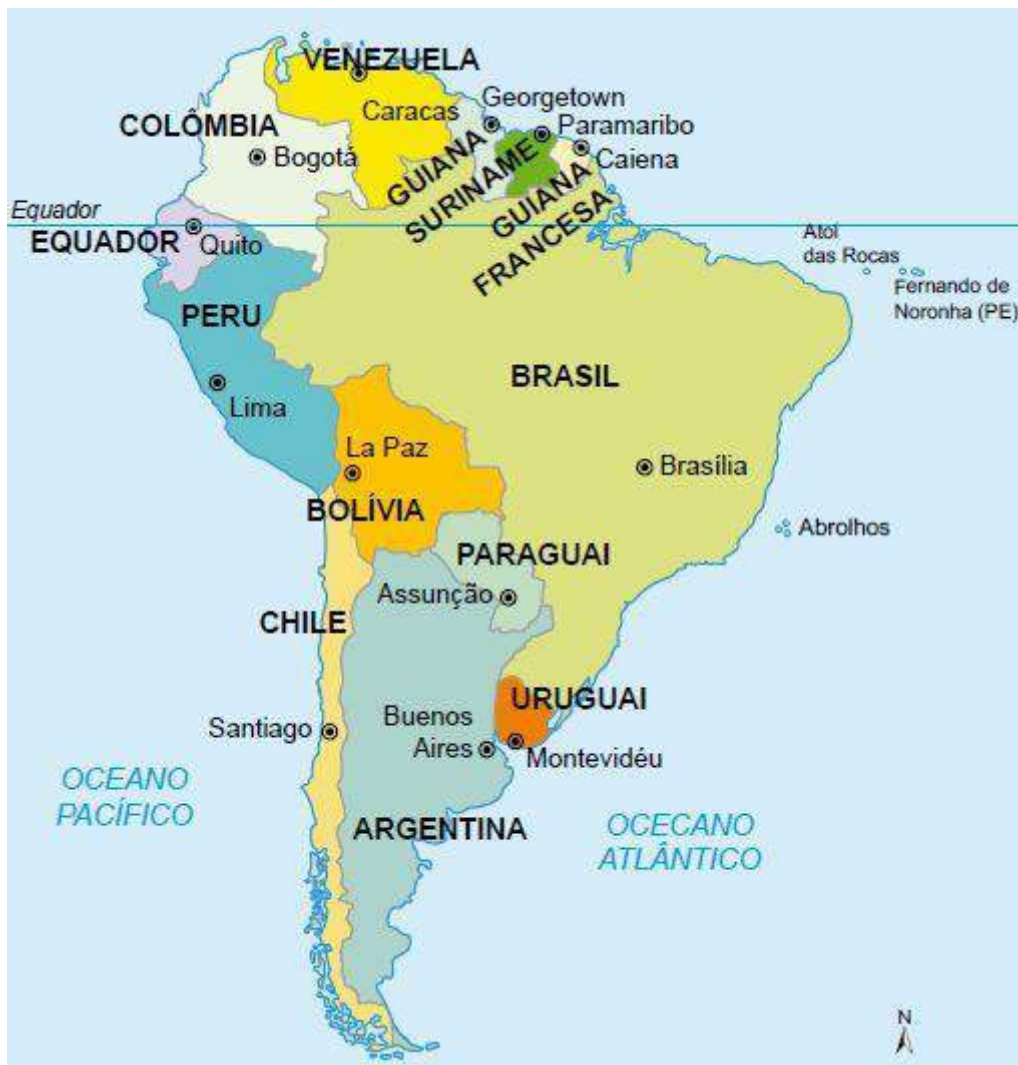 VENEZUELA
Caracas
Georgetown
COLÔMBIA
Bogotá
GUIANA
Paramaribo
SURINAME
Caiena
GUIANA
FRANCESA
Equador
EQUADOR
Quito
Atol
das Rocas
Fernando de
Noronha (PE)
PERU
BRASIL
Lima
La Paz
Brasília
BOLÍVIA
Abrolhos
PARAGUAI
Assunção
CHILE
URUGUAI
Santiago
Buenos
Aires
Montevidéu
OCEANO
PACÍFICO
ARGENTINA
OCECANO
ATLÂNTICO
N